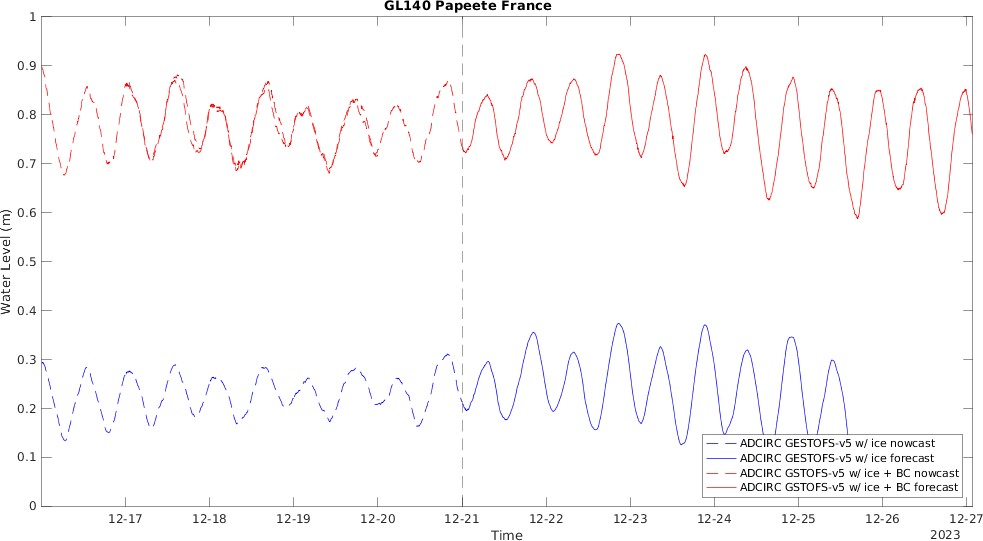 GL140 Papeete France
1
0.9
0.8
0.7
0.6
0.5
0.4
0.3
0.2
0.1
0
Water Level (m)
ADCIRC GESTOFS-v5 w/ ice nowcast
ADCIRC GESTOFS-v5 w/ ice forecast
ADCIRC GSTOFS-v5 w/ ice + BC nowcast
ADCIRC GSTOFS-v5 w/ ice + BC forecast
12-17 12-18 12-19 12-20 12-21 12-22 12-23 12-24 12-25 12-26 12-27
Time
2023